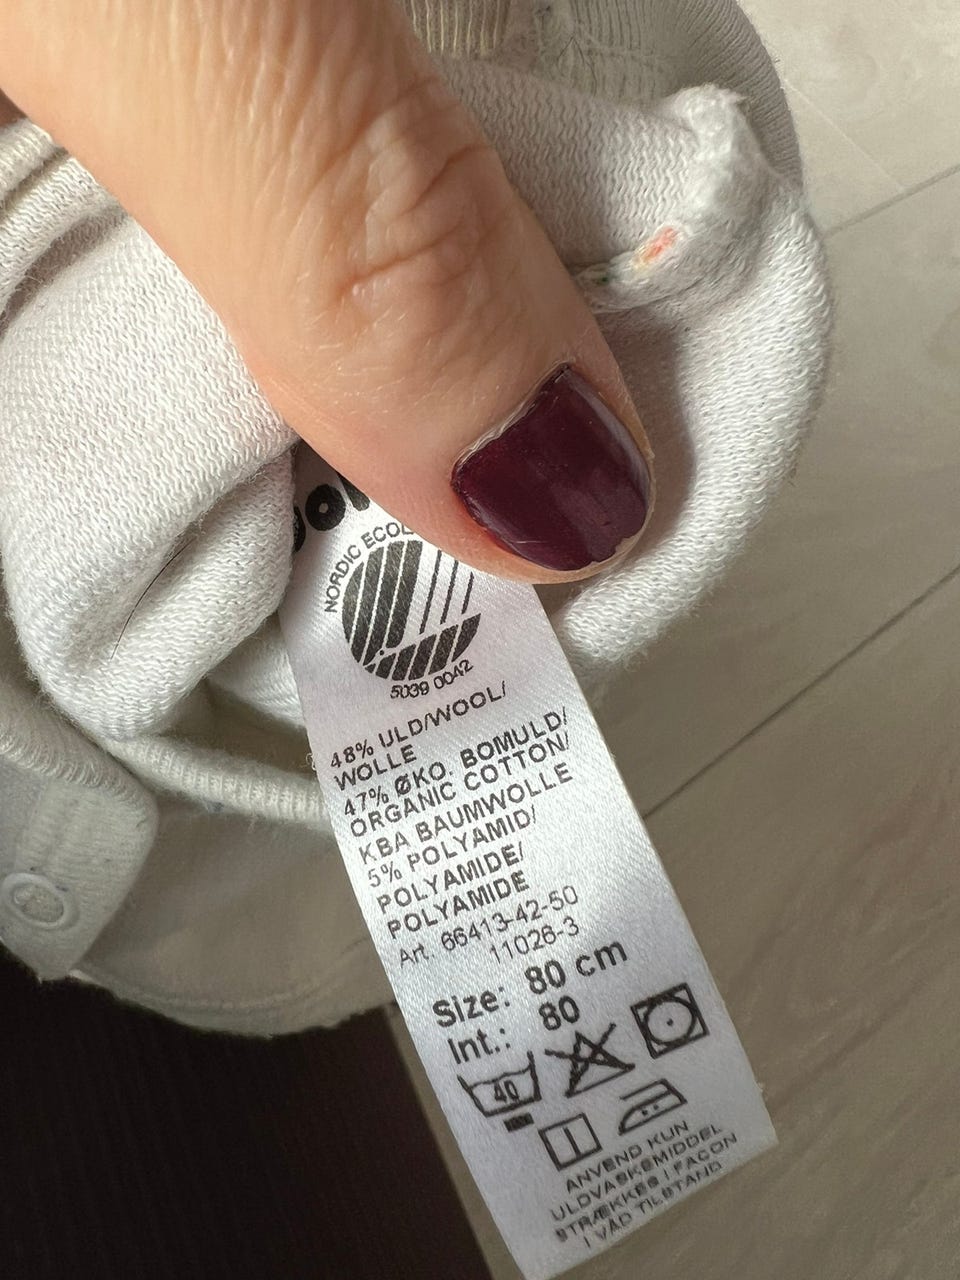 NORDIC ECOL
5039 0042
48% ULD/WOOL/
WOLLE
47% ØKO. BOMULD/
ORGANIC COTTON/
KBA BAUMWOLLE
5% POLYAMID/
POLYAMIDE/
POLYAMIDE
Art. 66413-42-50
11026-3
Size: 80 cm
Int.: 80
40
ANVEND KUN
ULDVASKEMIDDEL
STRÆKKES I FACON
I VÅD TILSTAND